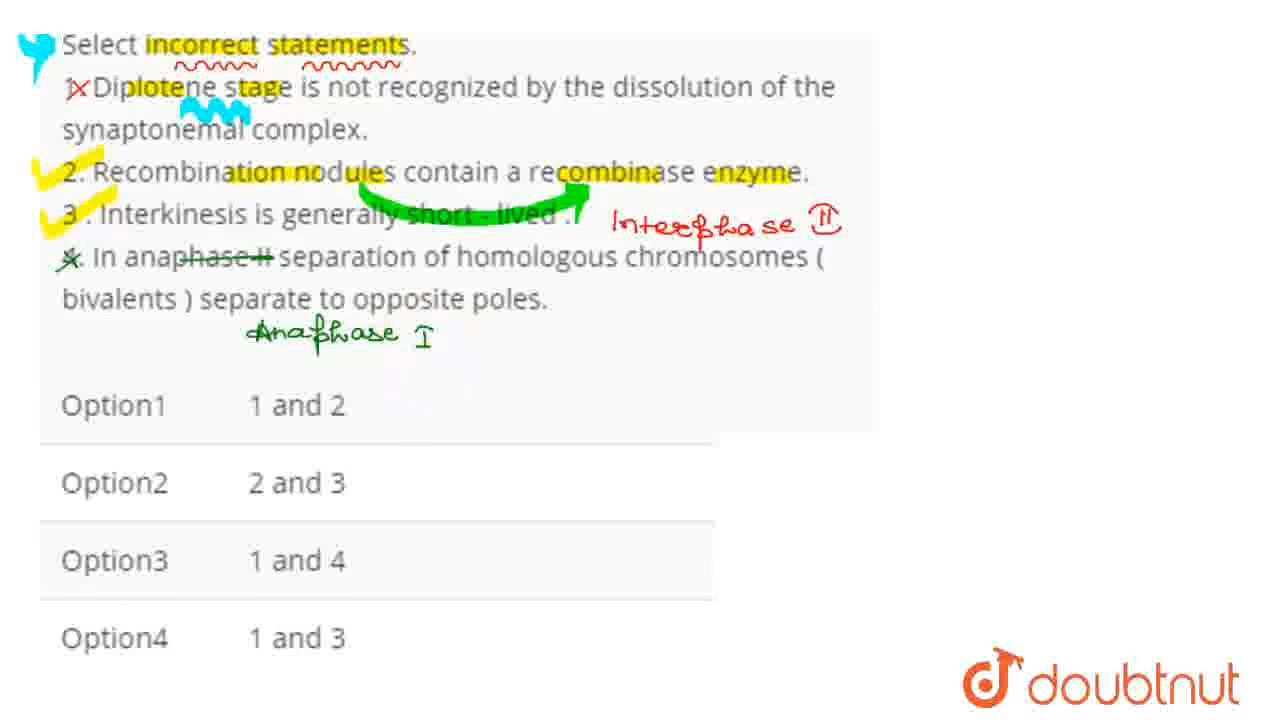 Select incorrect statements.
1. Diplotene stage is not recognized by the dissolution of the
synaptonemal complex.
2. Recombination nodules contain a recombinase enzyme.
3 . Interkinesis is generally short - lived .
Interphase II
4. In anaphase-II separation of homologous chromosomes (
bivalents ) separate to opposite poles.
Anaphase I
Option1 1 and 2
Option2 2 and 3
Option3 1 and 4
Option4 1 and 3
doubtnut